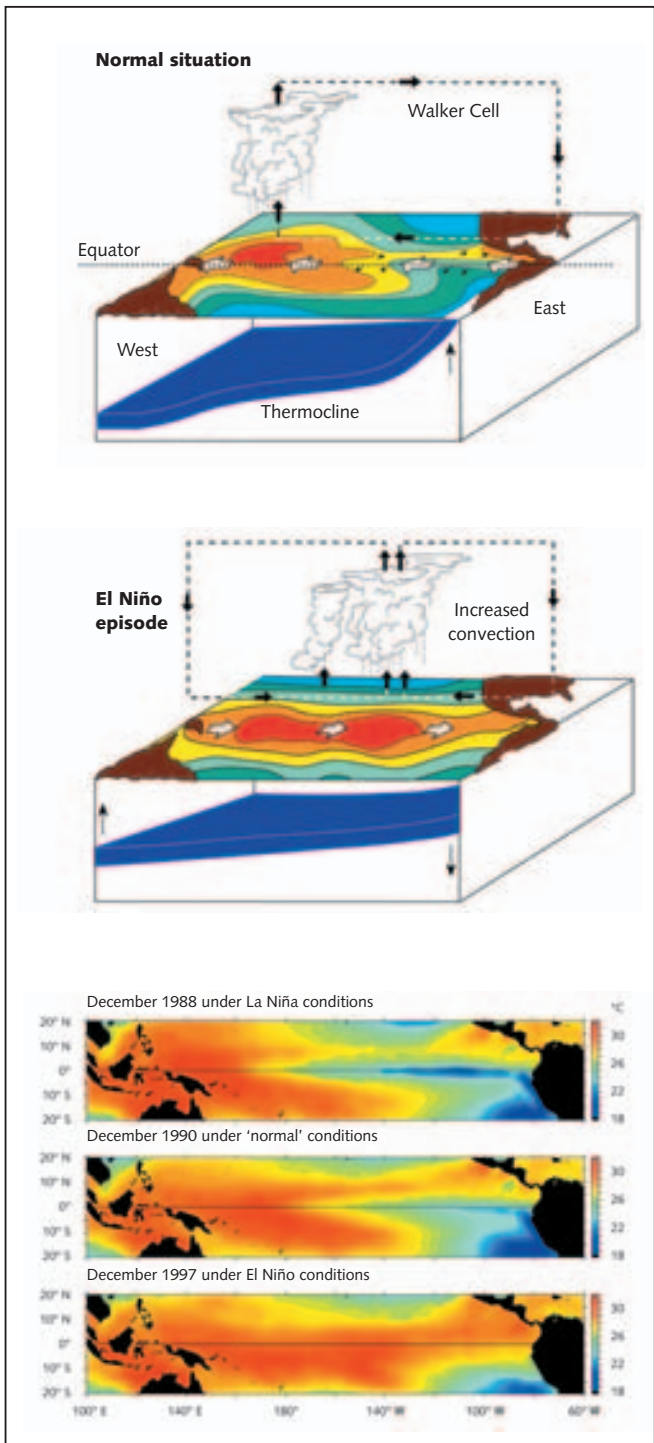 Normal situation
Walker Cell
Equator
East
West
Thermocline
El Niño
episode
Increased
convection
December 1988 under La Niña conditions
°C
20° N
10° N
0°
10° S
20° S
30
26
22
18
December 1990 under ‘normal’ conditions
20° N
10° N
0°
10° S
20° S
30
26
22
18
December 1997 under El Niño conditions
20° N
10° N
0°
10° S
20° S
30
26
22
18
100° E
140° E
180°
140° W
100° W
60° W